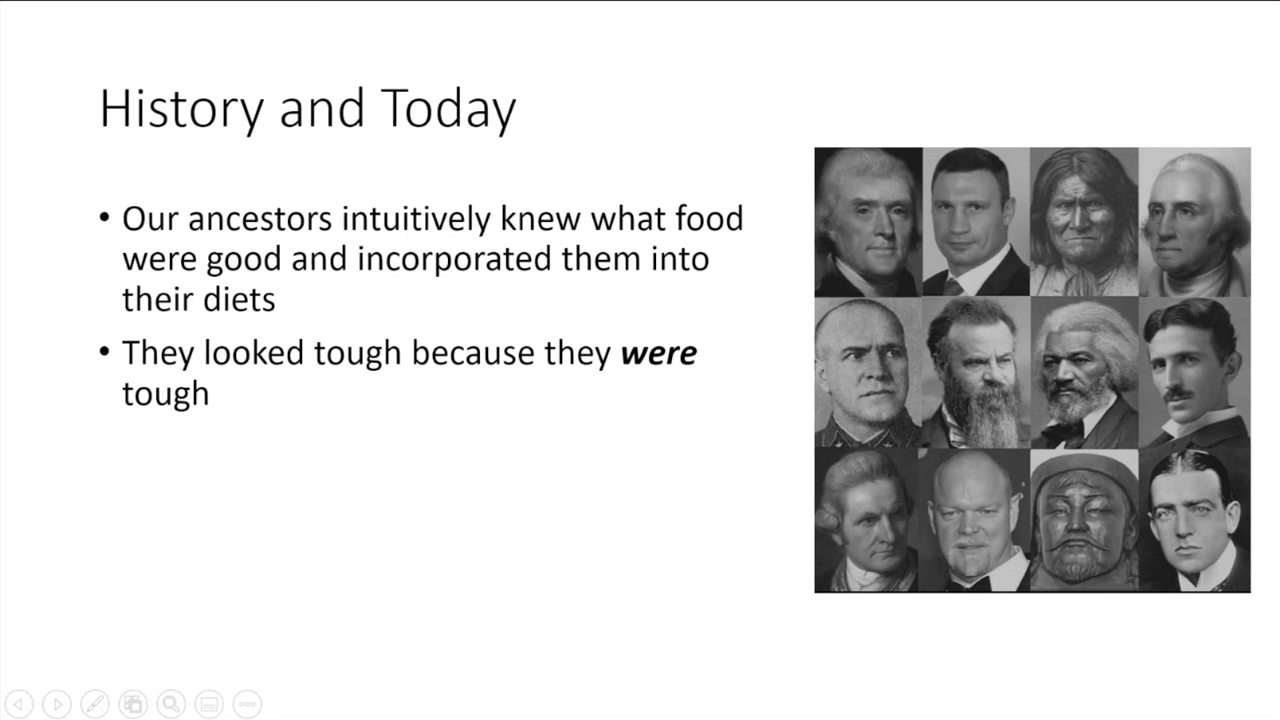 History and Today
• Our ancestors intuitively knew what food
were good and incorporated them into
their diets
• They looked tough because they were
tough